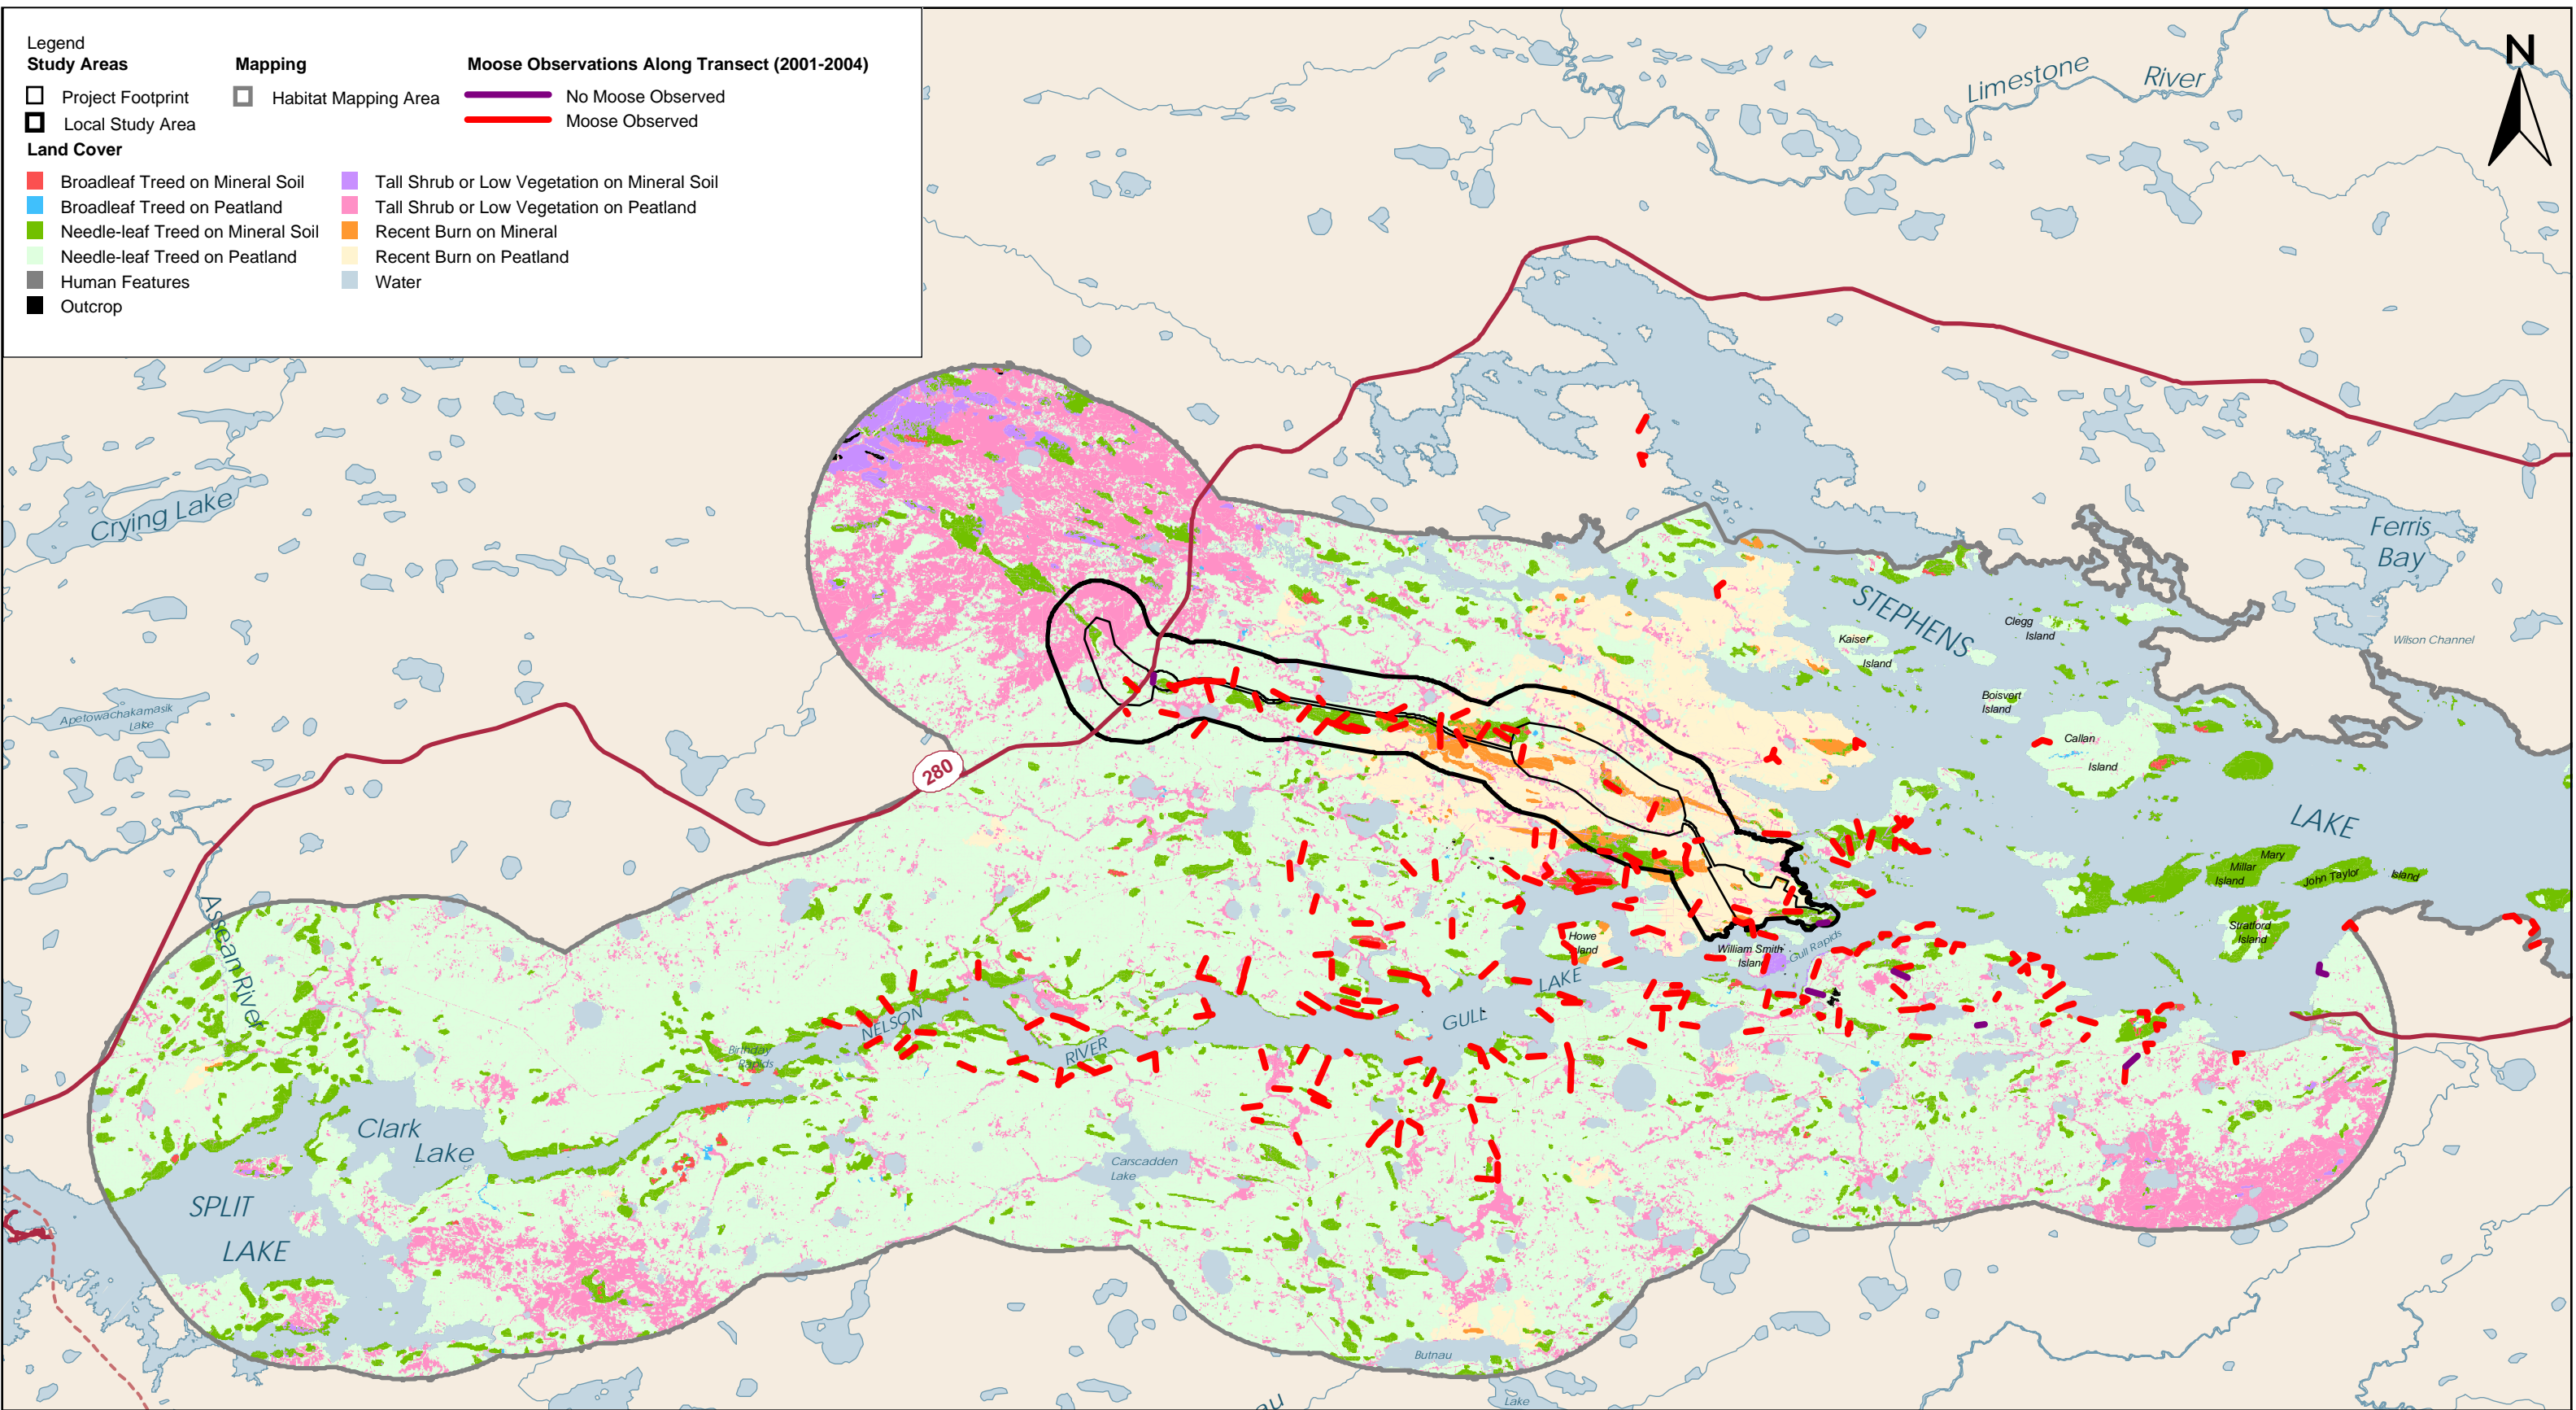 Legend
Study Areas
Project Footprint
Local Study Area
Mapping
Habitat Mapping Area
Moose Observations Along Transect (2001-2004)
No Moose Observed
Moose Observed
Land Cover
Broadleaf Treed on Mineral Soil
Broadleaf Treed on Peatland
Needle-leaf Treed on Mineral Soil
Needle-leaf Treed on Peatland
Human Features
Outcrop
Tall Shrub or Low Vegetation on Mineral Soil
Tall Shrub or Low Vegetation on Peatland
Recent Burn on Mineral
Recent Burn on Peatland
Water
N
Limestone River
Crying Lake
Ferris
Bay
STEPHENS
Clegg
Island
Kaiser
Island
Wilson Channel
Boisvert
Island
Apetowachakamasik
Lake
Callan
Island
280
LAKE
Mary
Millar
Island
John Taylor Island
Assean River
Stratford
Island
Howe
Island
William Smith
Island
Gull Rapids
LAKE
GULL
NELSON
RIVER
Birthday
Rapids
Clark
Lake
Carscadden
Lake
SPLIT
LAKE
Butnau
Lake
au